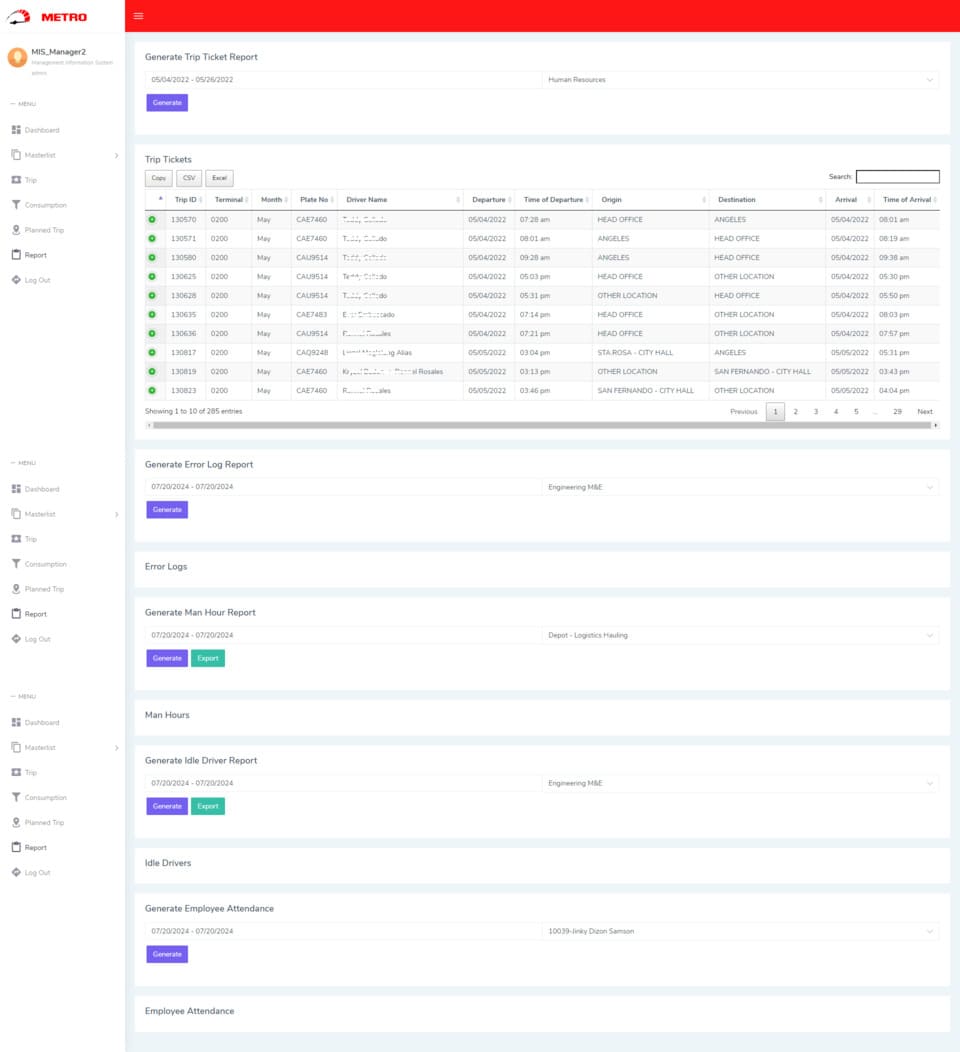 METRO
MIS_Manager2
Management Information System
admin
— MENU
Dashboard
Masterlist
Trip
Consumption
Planned Trip
Report
Log Out
— MENU
Dashboard
Masterlist
Trip
Consumption
Planned Trip
Report
Log Out
— MENU
Dashboard
Masterlist
Trip
Consumption
Planned Trip
Report
Log Out
Generate Trip Ticket Report
05/04/2022 - 05/26/2022 Human Resources
Generate
Trip Tickets
Copy CSV Excel Search:
Trip ID Terminal Month Plate No Driver Name Departure Time of Departure Origin Destination Arrival Time of Arrival
130570 0200 May CAE7460 05/04/2022 07:28 am HEAD OFFICE ANGELES 05/04/2022 08:01 am
130571 0200 May CAE7460 05/04/2022 08:01 am ANGELES HEAD OFFICE 05/04/2022 08:19 am
130580 0200 May CAU9514 05/04/2022 09:28 am ANGELES HEAD OFFICE 05/04/2022 09:38 am
130625 0200 May CAU9514 05/04/2022 05:03 pm HEAD OFFICE OTHER LOCATION 05/04/2022 05:30 pm
130628 0200 May CAU9514 05/04/2022 05:31 pm OTHER LOCATION HEAD OFFICE 05/04/2022 05:50 pm
130635 0200 May CAE7483 05/04/2022 07:14 pm HEAD OFFICE OTHER LOCATION 05/04/2022 08:03 pm
130636 0200 May CAU9514 05/04/2022 07:21 pm HEAD OFFICE OTHER LOCATION 05/04/2022 07:57 pm
130817 0200 May CAQ9248 Alias 05/05/2022 03:04 pm STA.ROSA - CITY HALL ANGELES 05/05/2022 05:31 pm
130819 0200 May CAE7460 Rosales 05/05/2022 03:13 pm OTHER LOCATION SAN FERNANDO - CITY HALL 05/05/2022 03:43 pm
130823 0200 May CAE7460 05/05/2022 03:46 pm SAN FERNANDO - CITY HALL OTHER LOCATION 05/05/2022 04:04 pm
Showing 1 to 10 of 285 entries Previous 1 2 3 4 5 ... 29 Next
Generate Error Log Report
07/20/2024 - 07/20/2024 Engineering M&E
Generate
Error Logs
Generate Man Hour Report
07/20/2024 - 07/20/2024 Depot - Logistics Hauling
Generate Export
Man Hours
Generate Idle Driver Report
07/20/2024 - 07/20/2024 Engineering M&E
Generate Export
Idle Drivers
Generate Employee Attendance
07/20/2024 - 07/20/2024 10039-Jinky Dizon Samson
Generate
Employee Attendance